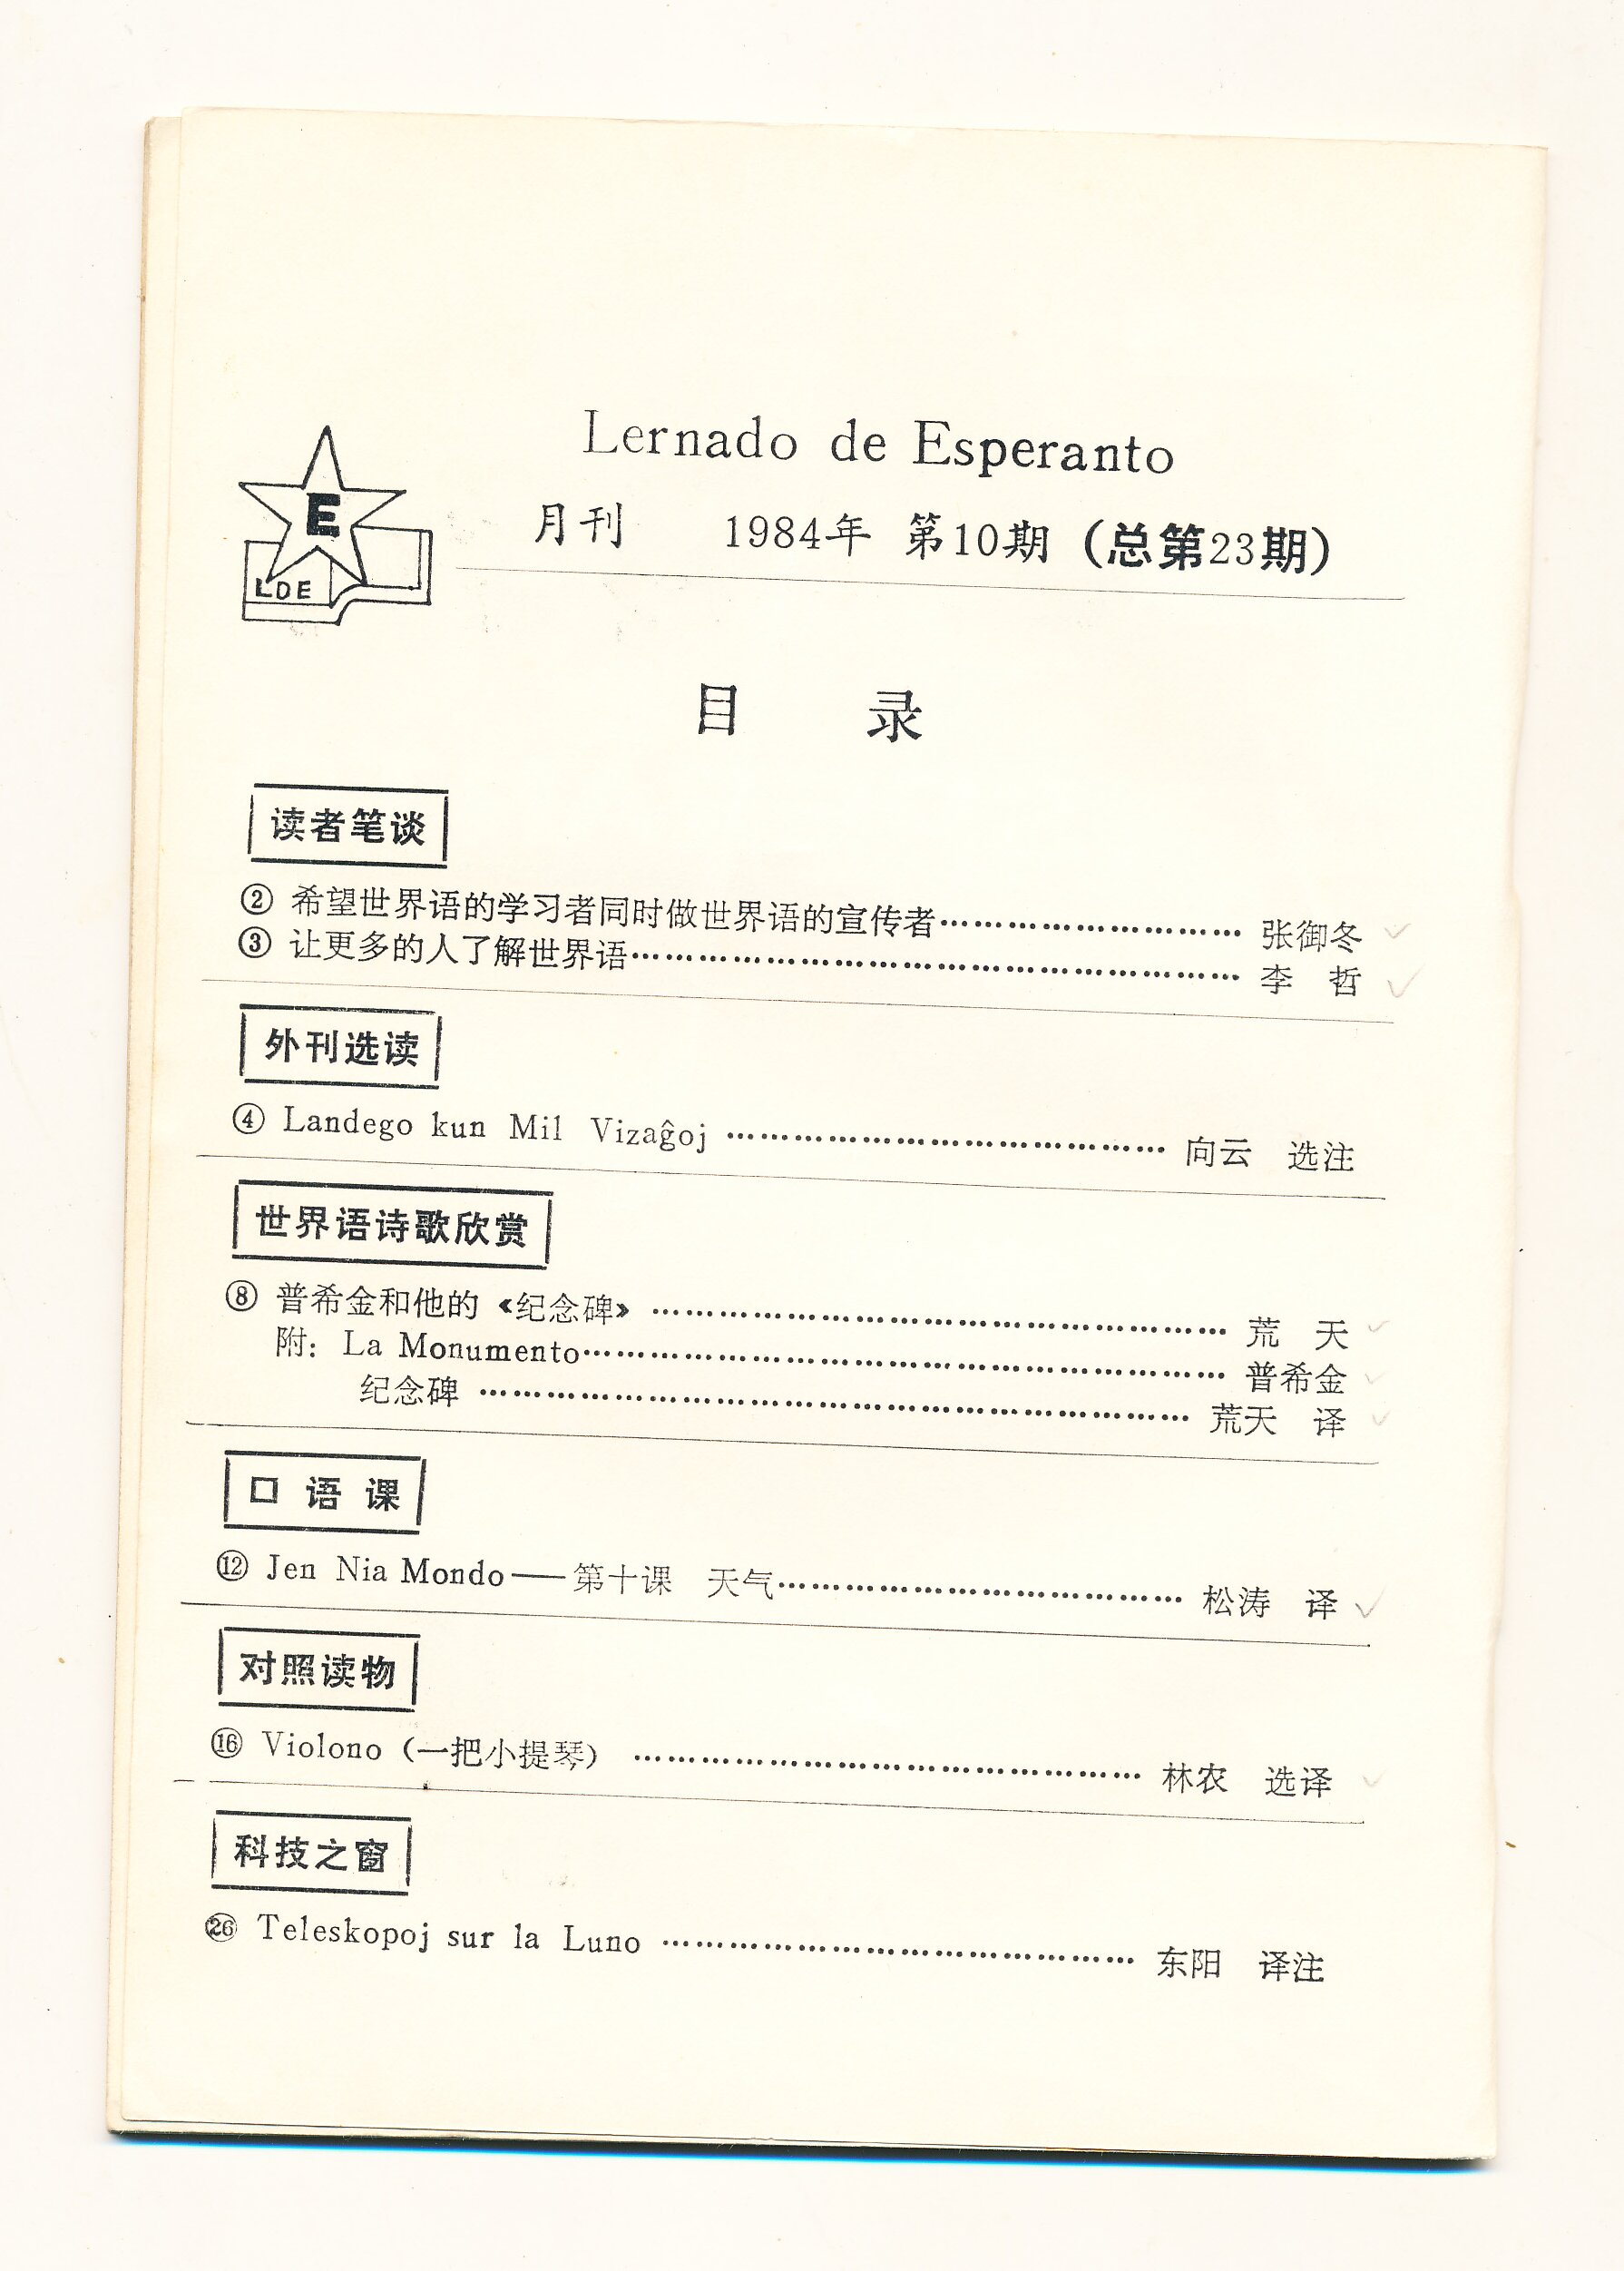 Lernado de Esperanto
E
LDE
月刊 1984年 第10期 (总第23期)
目 录
读者笔谈
② 希望世界语的学习者同时做世界语的宣传者………………………… 张御冬
③ 让更多的人了解世界语…………………………………………………… 李 哲
外刊选读
④ Landego kun Mil Vizaĝoj …………………………………… 向云 选注
世界语诗歌欣赏
⑧ 普希金和他的《纪念碑》 ………………………………………………… 荒 天
附: La Monumento……………………………………………………… 普希金
纪念碑 …………………………………………………………… 荒天 译
口 语 课
⑫ Jen Nia Mondo——第十课 天气………………………………… 松涛 译
对照读物
⑯ Violono (一把小提琴) ………………………………………… 林农 选译
科技之窗
㉖ Teleskopoj sur la Luno ……………………………………… 东阳 译注